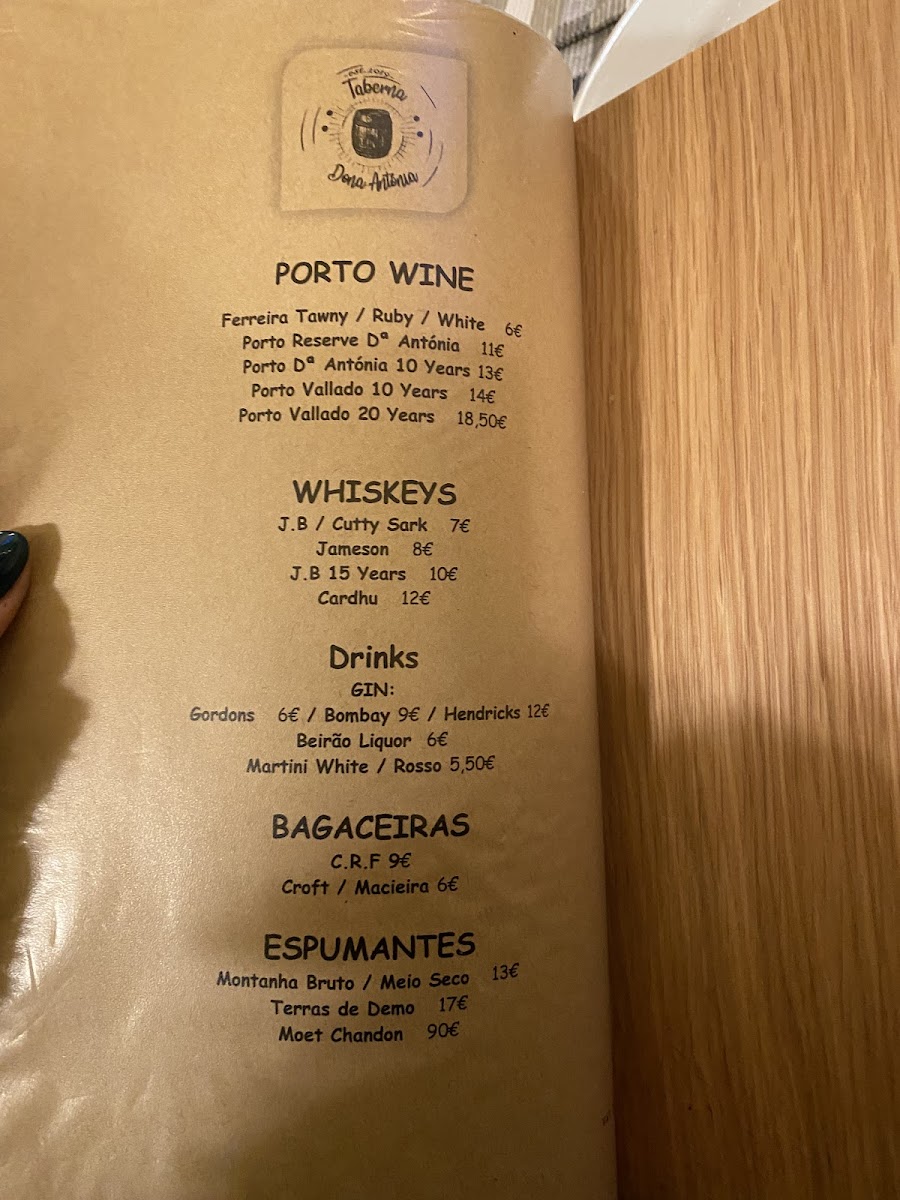 EST. 2019
Taberna
Dona Antónia
PORTO WINE
Ferreira Tawny / Ruby / White 6€
Porto Reserve Dª Antónia 11€
Porto Dª Antónia 10 Years 13€
Porto Vallado 10 Years 14€
Porto Vallado 20 Years 18,50€
WHISKEYS
J.B / Cutty Sark 7€
Jameson 8€
J.B 15 Years 10€
Cardhu 12€
Drinks
GIN:
Gordons 6€ / Bombay 9€ / Hendricks 12€
Beirão Liquor 6€
Martini White / Rosso 5,50€
BAGACEIRAS
C.R.F 9€
Croft / Macieira 6€
ESPUMANTES
Montanha Bruto / Meio Seco 13€
Terras de Demo 17€
Moet Chandon 90€